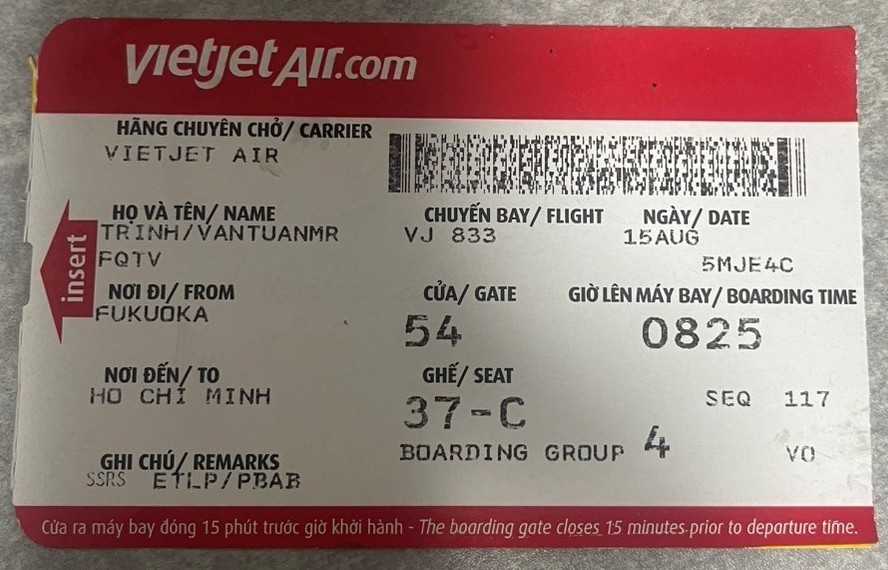 vietjet Air.com
HÃNG CHUYÊN CHỞ/ CARRIER
VIETJET AIR
HỌ VÀ TÊN/ NAME
TRINH/VANTUANMR
FQTV
CHUYẾN BAY/ FLIGHT
VJ 833
NGÀY/ DATE
15AUG
5MJE4C
insert
NƠI ĐI/ FROM
FUKUOKA
CỬA/ GATE
54
GIỜ LÊN MÁY BAY/ BOARDING TIME
0825
NƠI ĐẾN/ TO
HO CHI MINH
GHẾ/ SEAT
37-C
SEQ 117
BOARDING GROUP 4
VO
GHI CHÚ/ REMARKS
SSRS ETLP/PBAB
Cửa ra máy bay đóng 15 phút trước giờ khởi hành - The boarding gate closes 15 minutes prior to departure time.